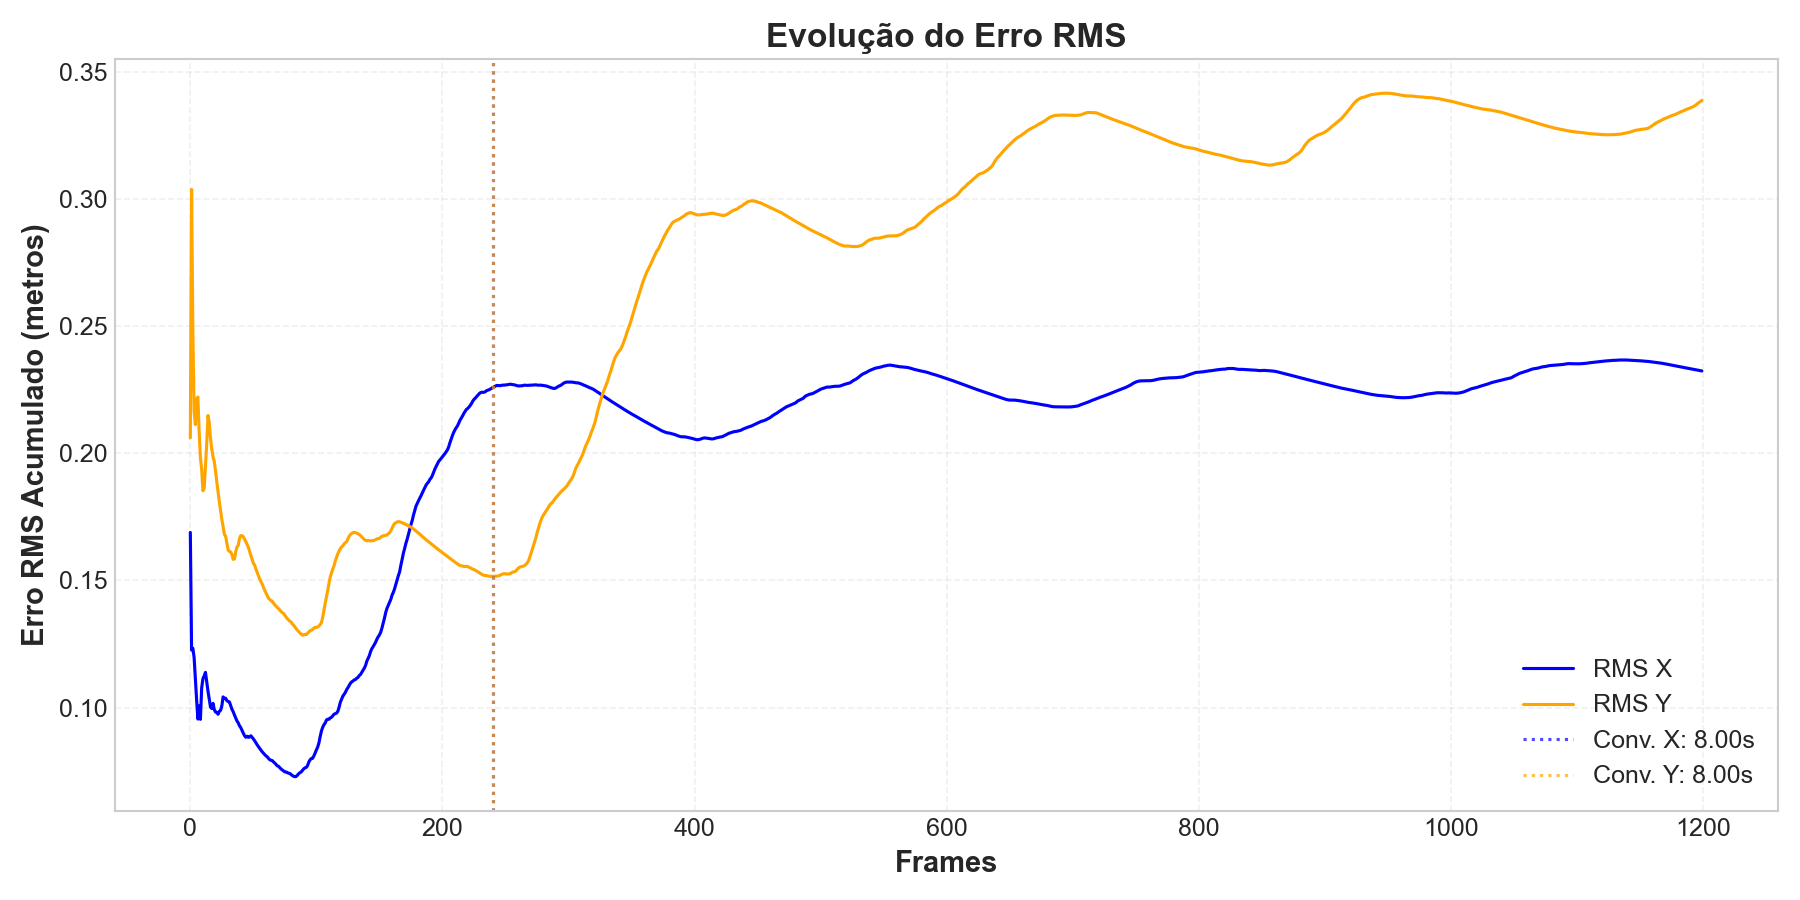 Evolução do Erro RMS
Erro RMS Acumulado (metros)
0.35
0.30
0.25
0.20
0.15
0.10
RMS X
RMS Y
Conv. X: 8.00s
Conv. Y: 8.00s
0 200 400 600 800 1000 1200
Frames